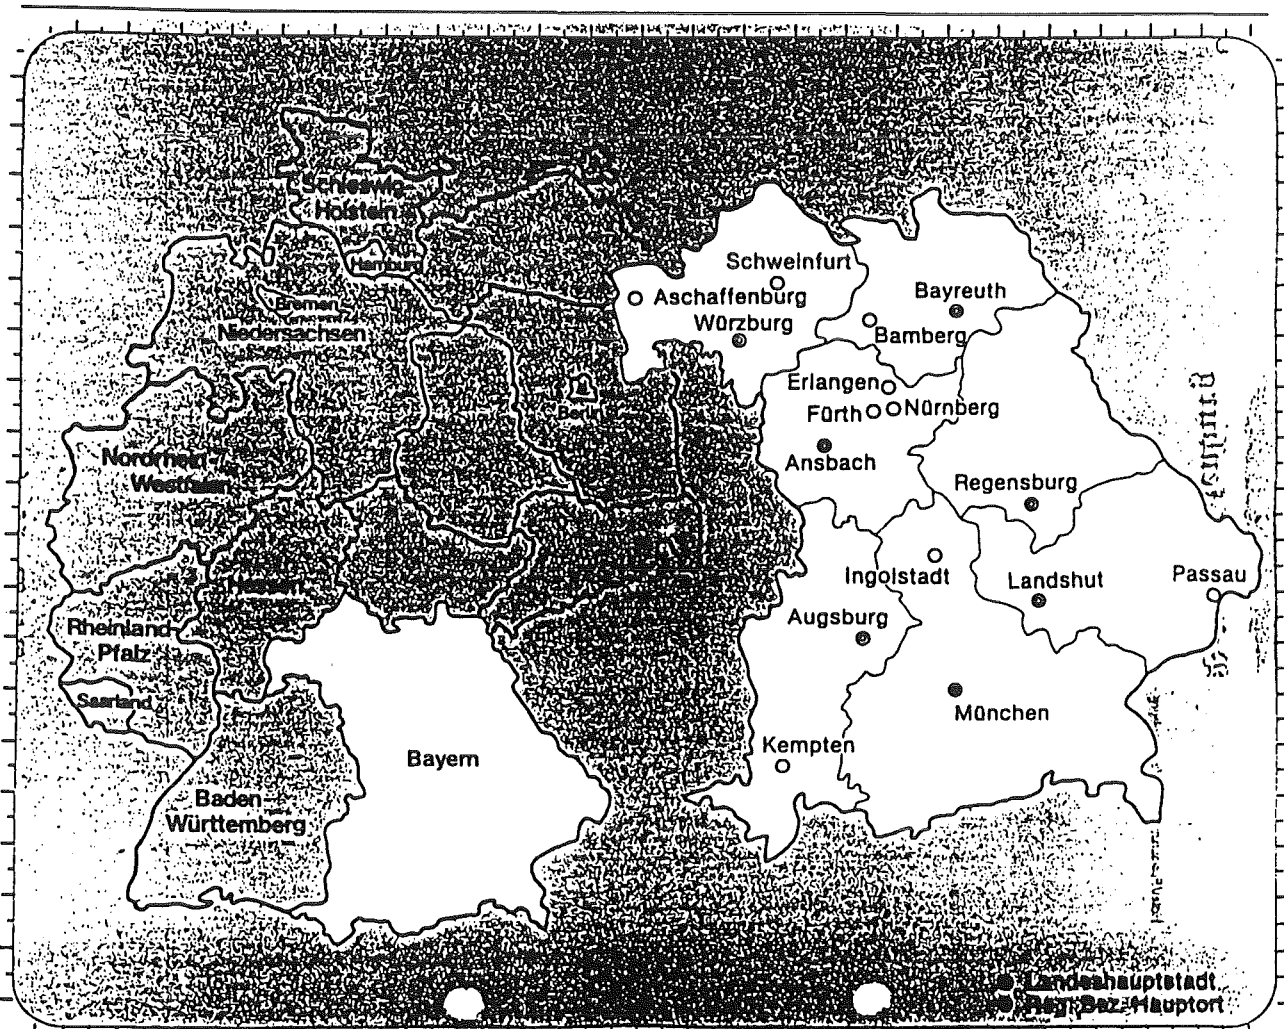 Schleswig-
Holstein
Hamburg
Bremen
Niedersachsen
Berlin
Nordrhein-
Westfalen
Hessen
Rheinland
Pfalz
Saarland
Baden-
Württemberg
Bayern
Schweinfurt
Aschaffenburg
Würzburg
Bayreuth
Bamberg
Erlangen
Fürth
Nürnberg
Ansbach
Regensburg
Ingolstadt
Landshut
Passau
Augsburg
München
Kempten
Landeshauptstadt
Reg.-Bez.-Hauptort